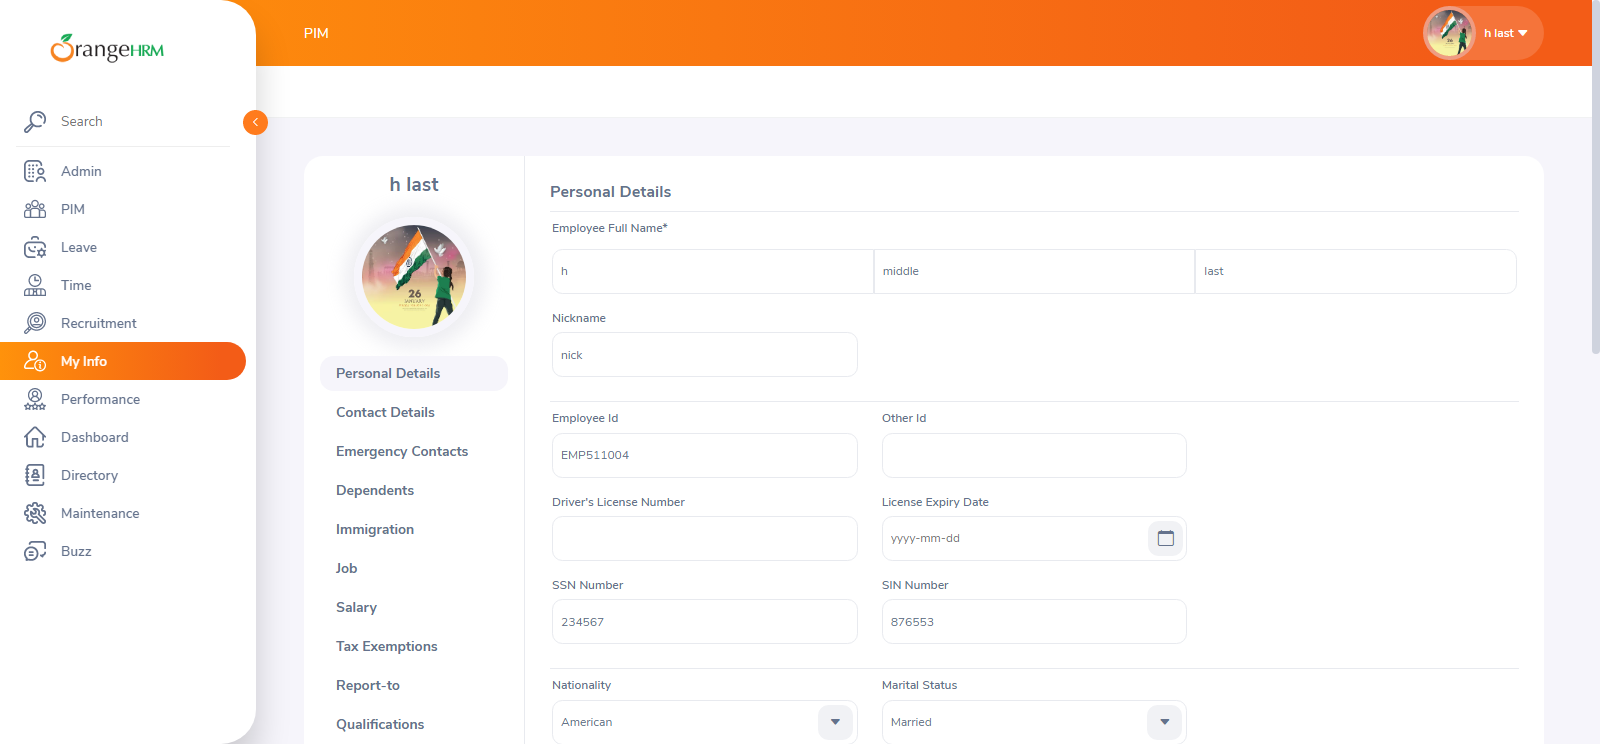 OrangeHRM
PIM
h last
Search
Admin
PIM
Leave
Time
Recruitment
My Info
Performance
Dashboard
Directory
Maintenance
Buzz
h last
26
JANUARY
Personal Details
Contact Details
Emergency Contacts
Dependents
Immigration
Job
Salary
Tax Exemptions
Report-to
Qualifications
Personal Details
Employee Full Name*
h middle last
Nickname
nick
Employee Id Other Id
EMP511004
Driver's License Number License Expiry Date
yyyy-mm-dd
SSN Number SIN Number
234567 876553
Nationality Marital Status
American Married